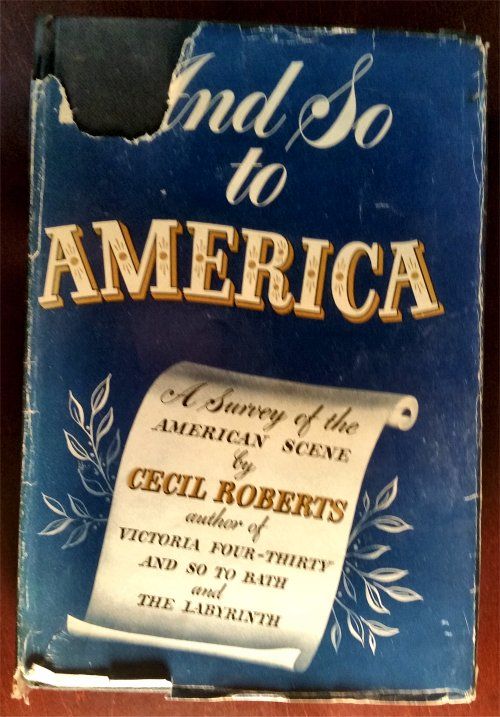 And So
to
AMERICA
A Survey of the
AMERICAN SCENE
by
CECIL ROBERTS
author of
VICTORIA FOUR-THIRTY
AND SO TO BATH
and
THE LABYRINTH